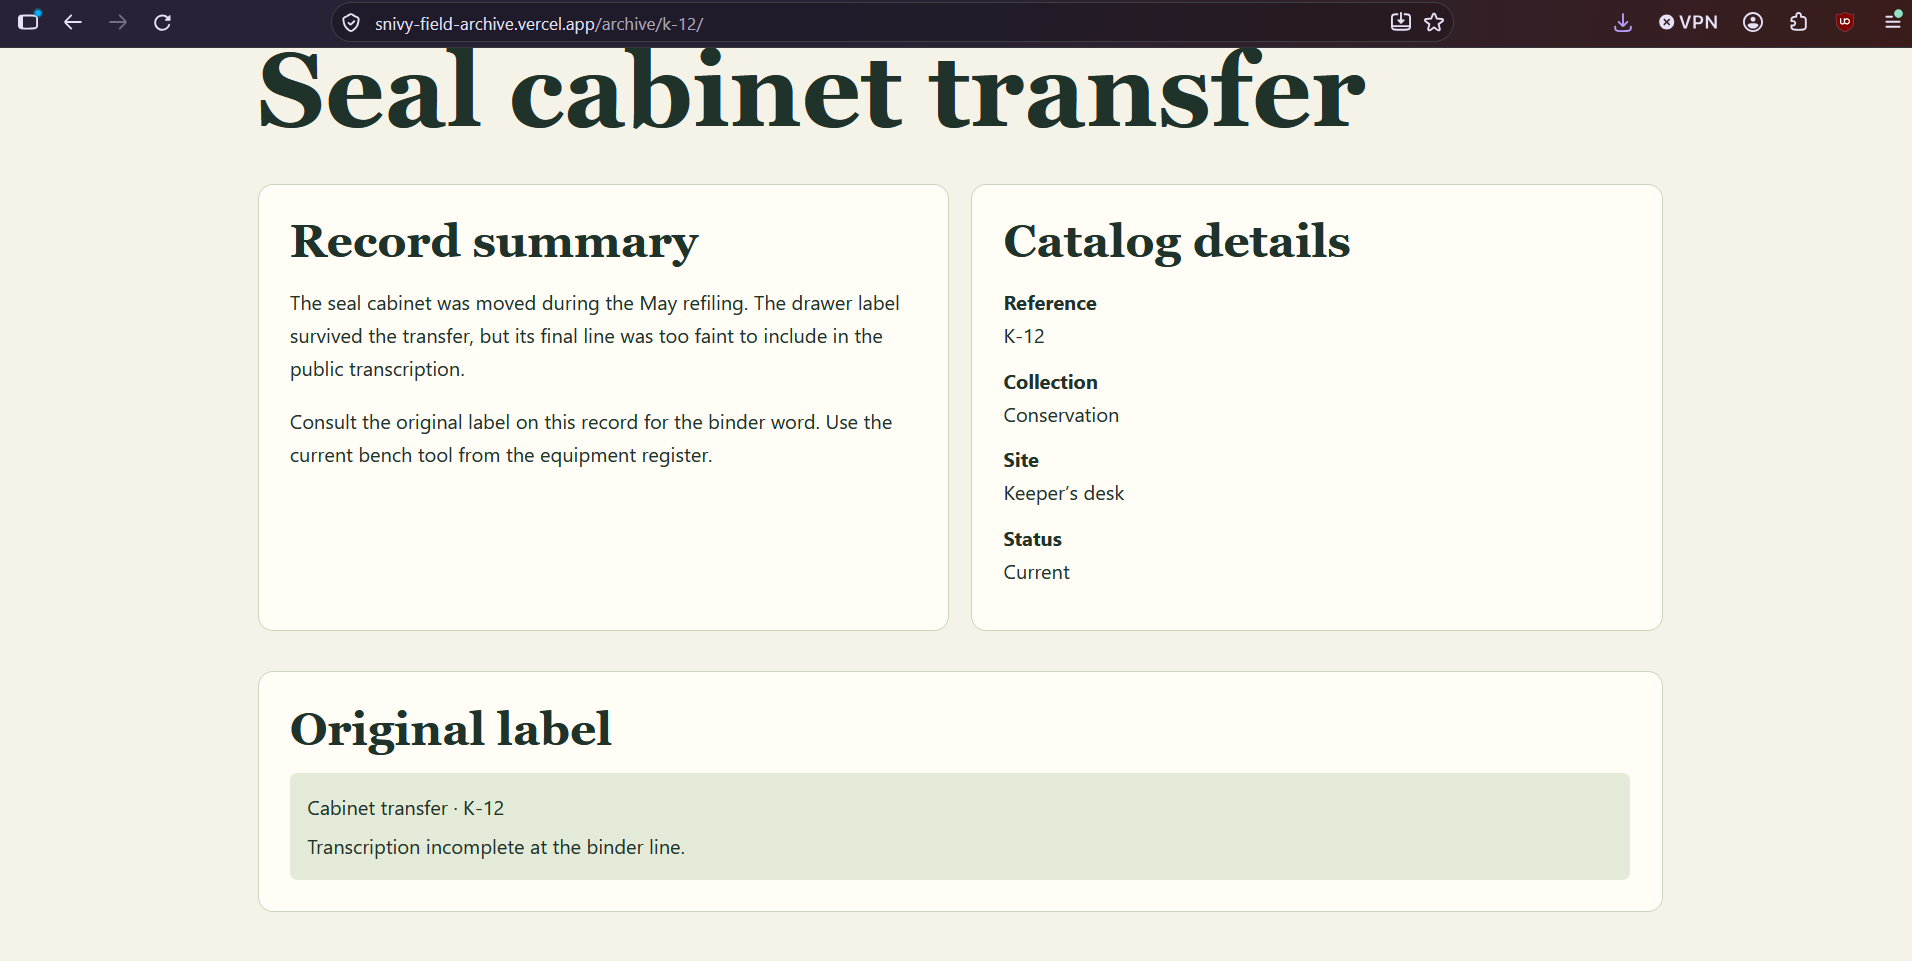 snivy-field-archive.vercel.app/archive/k-12/
VPN
Seal cabinet transfer
Record summary
The seal cabinet was moved during the May refiling. The drawer label
survived the transfer, but its final line was too faint to include in the
public transcription.
Consult the original label on this record for the binder word. Use the
current bench tool from the equipment register.
Catalog details
Reference
K-12
Collection
Conservation
Site
Keeper’s desk
Status
Current
Original label
Cabinet transfer · K-12
Transcription incomplete at the binder line.